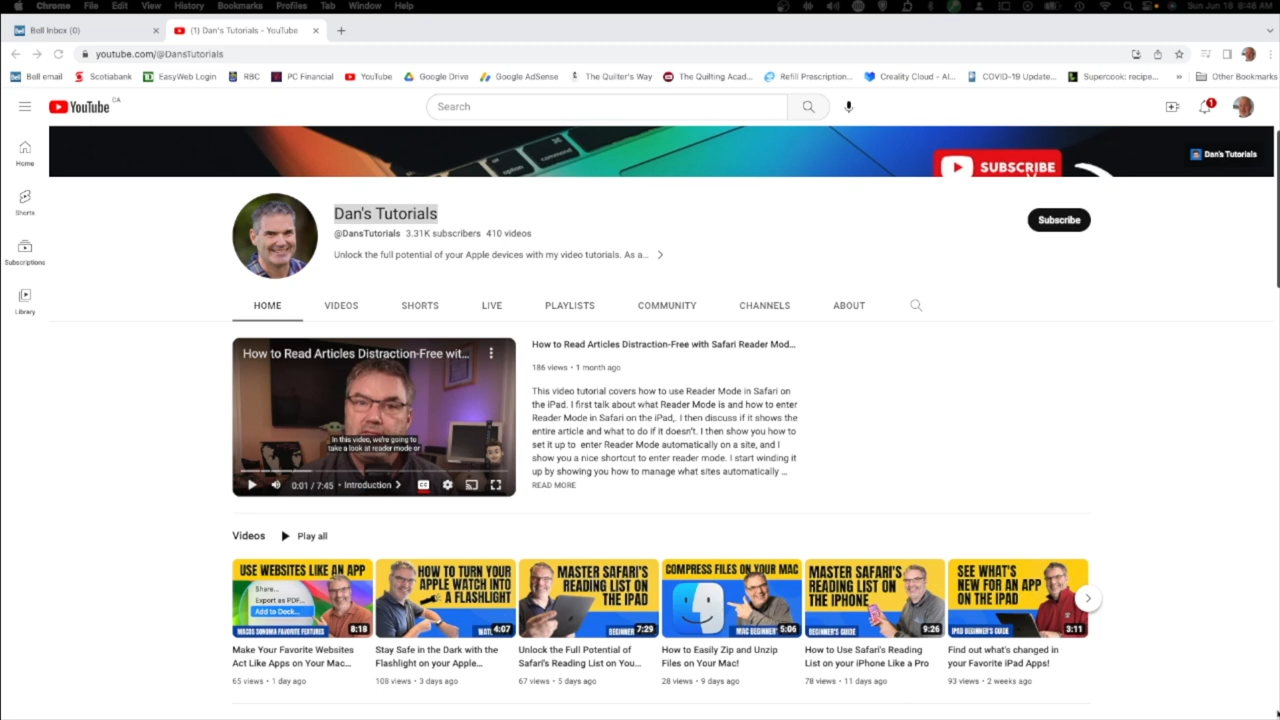 Chrome File Edit View History Bookmarks Profiles Tab Window Help Sun Jun 18 8:48 AM
Bell Inbox (0) (1) Dan's Tutorials - YouTube
youtube.com/@DansTutorials
Bell email Scotiabank EasyWeb Login RBC PC Financial YouTube Google Drive Google AdSense The Quilter's Way The Quilting Acad... Refill Prescription... Creality Cloud - Al... COVID-19 Update... Supercook: recipe... » Other Bookmarks
YouTube CA
Search
1
Home
Shorts
Subscriptions
Library
SUBSCRIBE
Dan's Tutorials
Dan's Tutorials
@DansTutorials 3.31K subscribers 410 videos
Unlock the full potential of your Apple devices with my video tutorials. As a...
Subscribe
HOME VIDEOS SHORTS LIVE PLAYLISTS COMMUNITY CHANNELS ABOUT
How to Read Articles Distraction-Free wit...
In this video, we're going to
take a look at reader mode or
0:01 / 7:45 • Introduction
CC
How to Read Articles Distraction-Free with Safari Reader Mod...
186 views • 1 month ago
This video tutorial covers how to use Reader Mode in Safari on
the iPad. I first talk about what Reader Mode is and how to enter
Reader Mode in Safari on the iPad,. I then discuss if it shows the
entire article and what to do if it doesn't. I then show you how to
set it up to enter Reader Mode automatically on a site, and I
show you a nice shortcut to enter reader mode. I start winding it
up by showing you how to manage what sites automatically ...
READ MORE
Videos Play all
USE WEBSITES LIKE AN APP
Share...
Export as PDF...
Add to Dock...
MACOS SONOMA FAVORITE FEATURES
8:18
Make Your Favorite Websites
Act Like Apps on Your Mac...
65 views • 1 day ago
HOW TO TURN YOUR
APPLE WATCH INTO
A FLASHLIGHT
4:07
Stay Safe in the Dark with the
Flashlight on your Apple...
108 views • 3 days ago
MASTER SAFARI'S
READING LIST
ON THE IPAD
7:29
Unlock the Full Potential of
Safari's Reading List on You...
67 views • 5 days ago
COMPRESS FILES ON YOUR MAC
5:06
How to Easily Zip and Unzip
Files on Your Mac!
28 views • 9 days ago
MASTER SAFARI'S
READING LIST ON
THE IPHONE
BEGINNER'S GUIDE
9:26
How to Use Safari's Reading
List on your iPhone Like a Pro
78 views • 11 days ago
SEE WHAT'S
NEW FOR AN APP
ON THE IPAD
IPAD BEGINNER'S GUIDE
3:11
Find out what's changed in
your Favorite iPad Apps!
93 views • 2 weeks ago